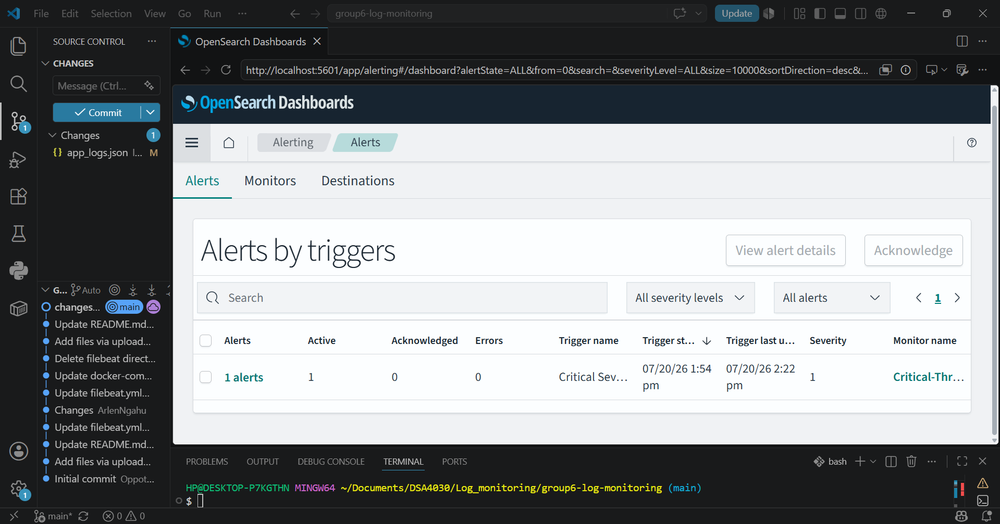 File Edit Selection View Go Run ··· group6-log-monitoring Update
SOURCE CONTROL ···
CHANGES
Message (Ctrl...
Commit
Changes 1
{} app_logs.json l... M
G... Auto
changes... main
Update README.md...
Add files via upload...
Delete filebeat direct...
Update docker-com...
Update filebeat.yml...
Changes ArlenNgahu
Update filebeat.yml...
Update README.md...
Add files via upload...
Initial commit Oppot...
1
1
OpenSearch Dashboards
http://localhost:5601/app/alerting#/dashboard?alertState=ALL&from=0&search=&severityLevel=ALL&size=10000&sortDirection=desc&...
OpenSearch Dashboards
Alerting Alerts
Alerts Monitors Destinations
Alerts by triggers View alert details Acknowledge
Search All severity levels All alerts 1
Alerts Active Acknowledged Errors Trigger name Trigger st... Trigger last u... Severity Monitor name
1 alerts 1 0 0 Critical Sev... 07/20/26 1:54 pm 07/20/26 2:22 pm 1 Critical-Thr...
PROBLEMS OUTPUT DEBUG CONSOLE TERMINAL PORTS bash
HP@DESKTOP-P7KGTHN MINGW64 ~/Documents/DSA4030/Log_monitoring/group6-log-monitoring (main)
$
main* 0 0